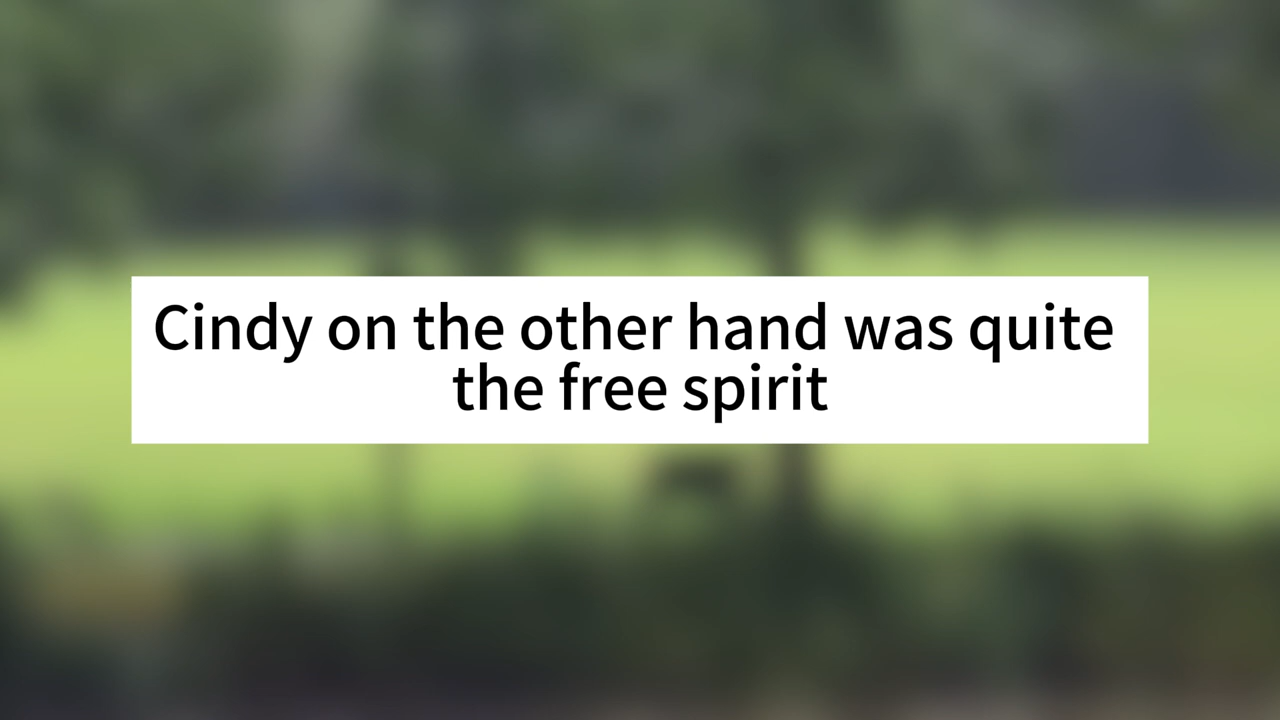 Cindy on the other hand was quite
the free spirit